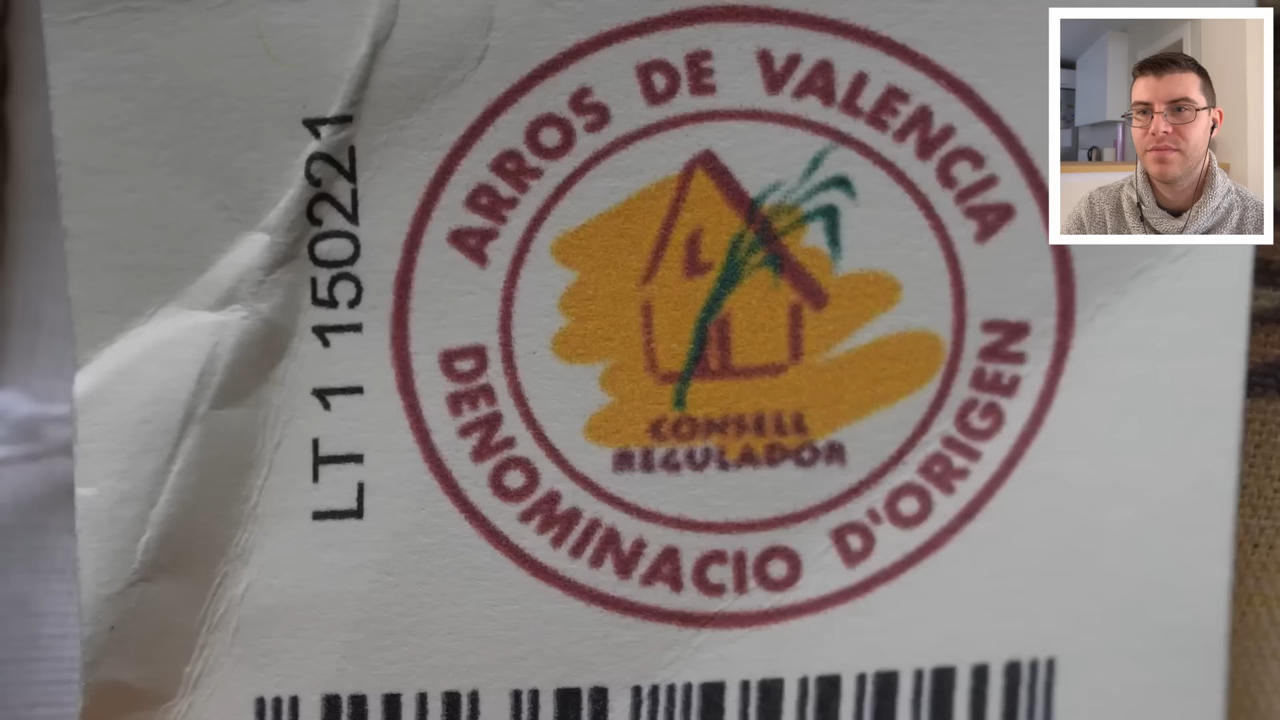 ARROS DE VALENCIA
CONSELL
REGULADOR
DENOMINACIO D'ORIGEN
LT 1 150221